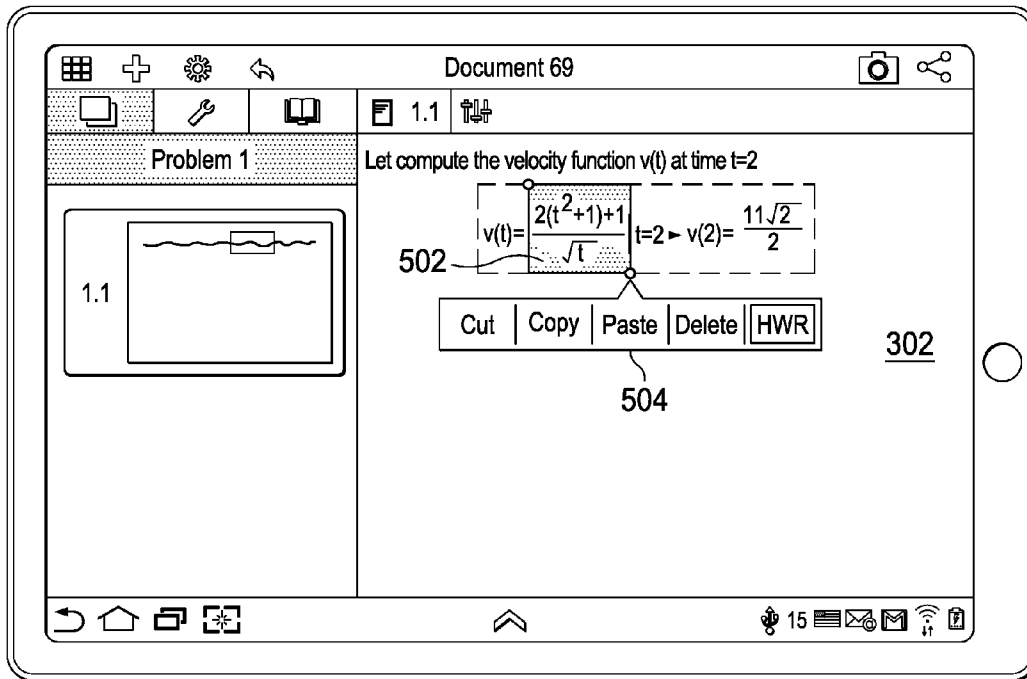 Document 69
1.1
Problem 1
Let compute the velocity function v(t) at time t=2
v(t)= 2(t²+1)+1 / √t | t=2 ► v(2)= 11√2 / 2
502
1.1
Cut | Copy | Paste | Delete | HWR
302
504
15